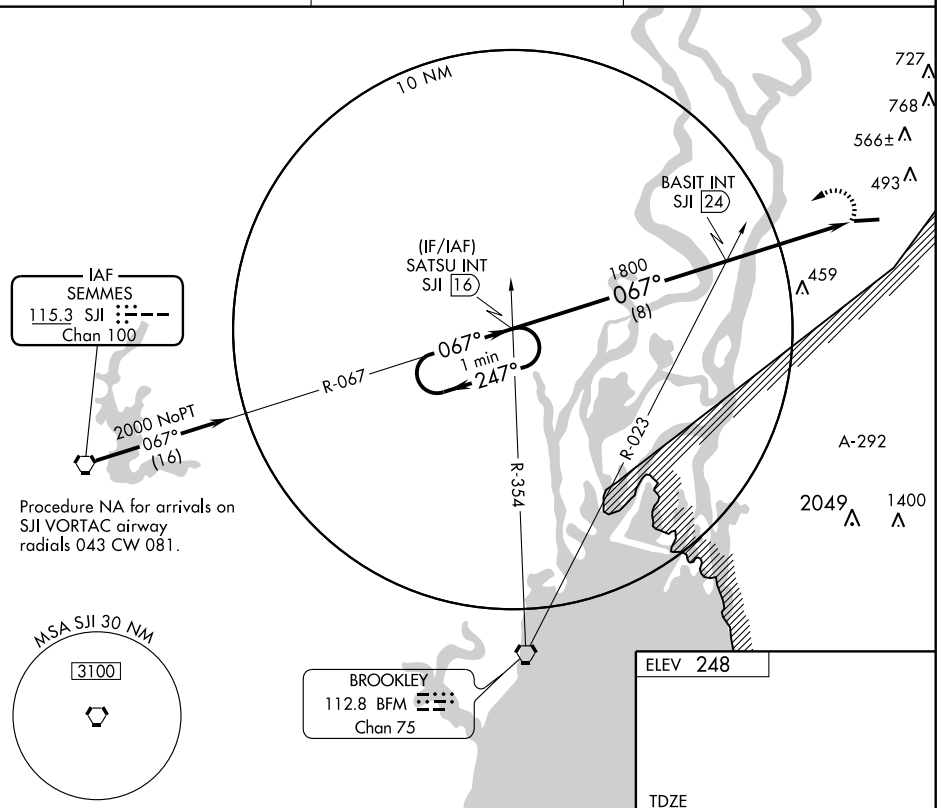 10 NM
727
768
566±
493
BASIT INT
SJI 24
(IF/IAF)
SATSU INT
SJI 16
1800
067°
(8)
459
IAF
SEMMES
115.3 SJI
Chan 100
067°
1 min
247°
R-067
2000 NoPT
067°
(16)
R-023
R-354
A-292
2049
1400
Procedure NA for arrivals on
SJI VORTAC airway
radials 043 CW 081.
MSA SJI 30 NM
3100
BROOKLEY
112.8 BFM
Chan 75
ELEV 248
TDZE